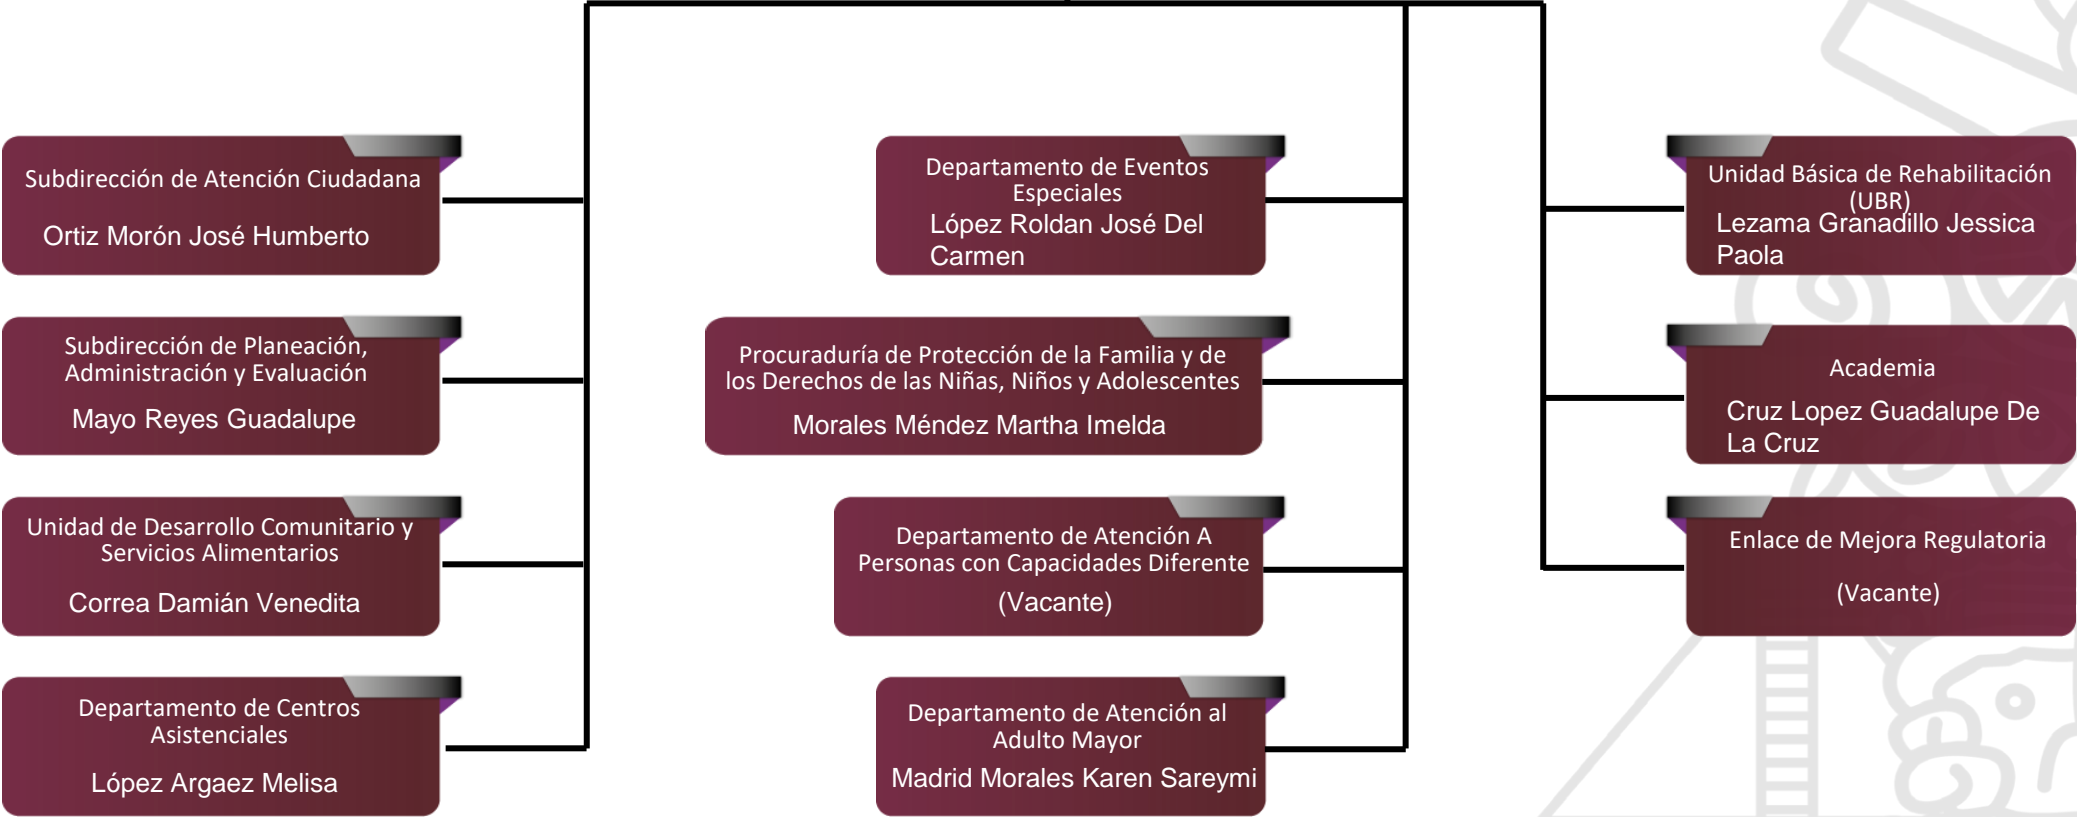 Subdirección de Atención Ciudadana
Ortiz Morón José Humberto
Subdirección de Planeación,
Administración y Evaluación
Mayo Reyes Guadalupe
Unidad de Desarrollo Comunitario y
Servicios Alimentarios
Correa Damián Venedita
Departamento de Centros
Asistenciales
López Argaez Melisa
Departamento de Eventos
Especiales
López Roldan José Del
Carmen
Procuraduría de Protección de la Familia y de
los Derechos de las Niñas, Niños y Adolescentes
Morales Méndez Martha Imelda
Departamento de Atención A
Personas con Capacidades Diferente
(Vacante)
Departamento de Atención al
Adulto Mayor
Madrid Morales Karen Sareymi
Unidad Básica de Rehabilitación
(UBR)
Lezama Granadillo Jessica
Paola
Academia
Cruz Lopez Guadalupe De
La Cruz
Enlace de Mejora Regulatoria
(Vacante)